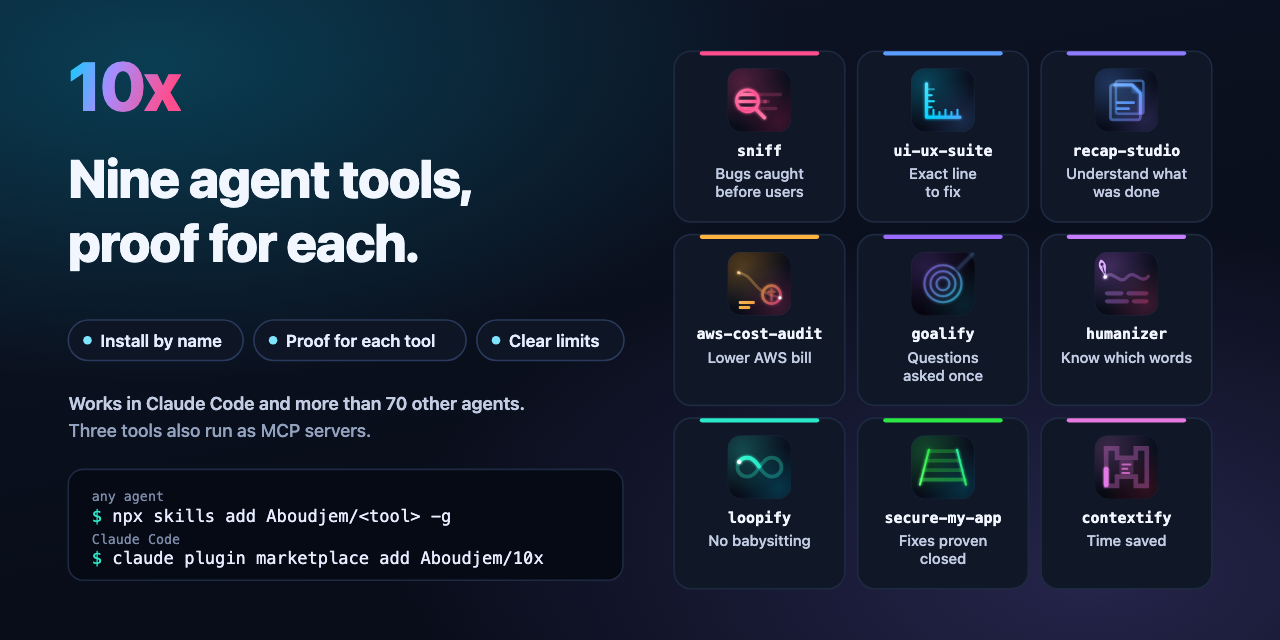 10x
Nine agent tools,
proof for each.
Install by name
Proof for each tool
Clear limits
Works in Claude Code and more than 70 other agents.
Three tools also run as MCP servers.
any agent
$ npx skills add Aboudjem/<tool> -g
Claude Code
$ claude plugin marketplace add Aboudjem/10x
sniff
Bugs caught
before users
ui-ux-suite
Exact line
to fix
recap-studio
Understand what
was done
aws-cost-audit
Lower AWS bill
goalify
Questions
asked once
humanizer
Know which words
loopify
No babysitting
secure-my-app
Fixes proven
closed
contextify
Time saved